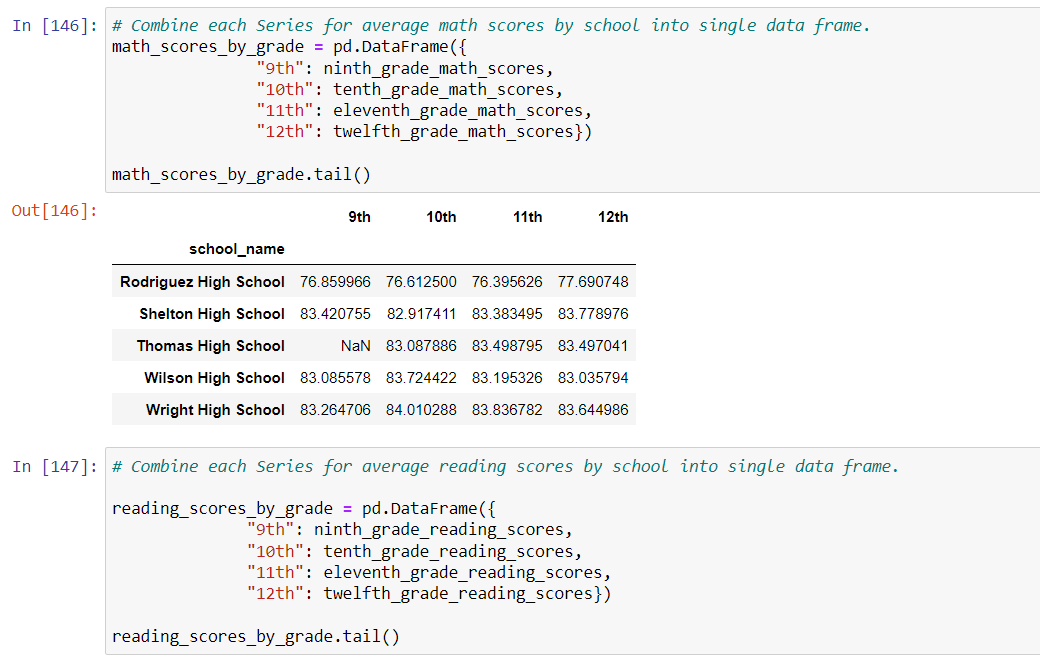 In [146]: # Combine each Series for average math scores by school into single data frame.
math_scores_by_grade = pd.DataFrame({
"9th": ninth_grade_math_scores,
"10th": tenth_grade_math_scores,
"11th": eleventh_grade_math_scores,
"12th": twelfth_grade_math_scores})
math_scores_by_grade.tail()
Out[146]:
9th 10th 11th 12th
school_name
Rodriguez High School 76.859966 76.612500 76.395626 77.690748
Shelton High School 83.420755 82.917411 83.383495 83.778976
Thomas High School NaN 83.087886 83.498795 83.497041
Wilson High School 83.085578 83.724422 83.195326 83.035794
Wright High School 83.264706 84.010288 83.836782 83.644986
In [147]: # Combine each Series for average reading scores by school into single data frame.
reading_scores_by_grade = pd.DataFrame({
"9th": ninth_grade_reading_scores,
"10th": tenth_grade_reading_scores,
"11th": eleventh_grade_reading_scores,
"12th": twelfth_grade_reading_scores})
reading_scores_by_grade.tail()